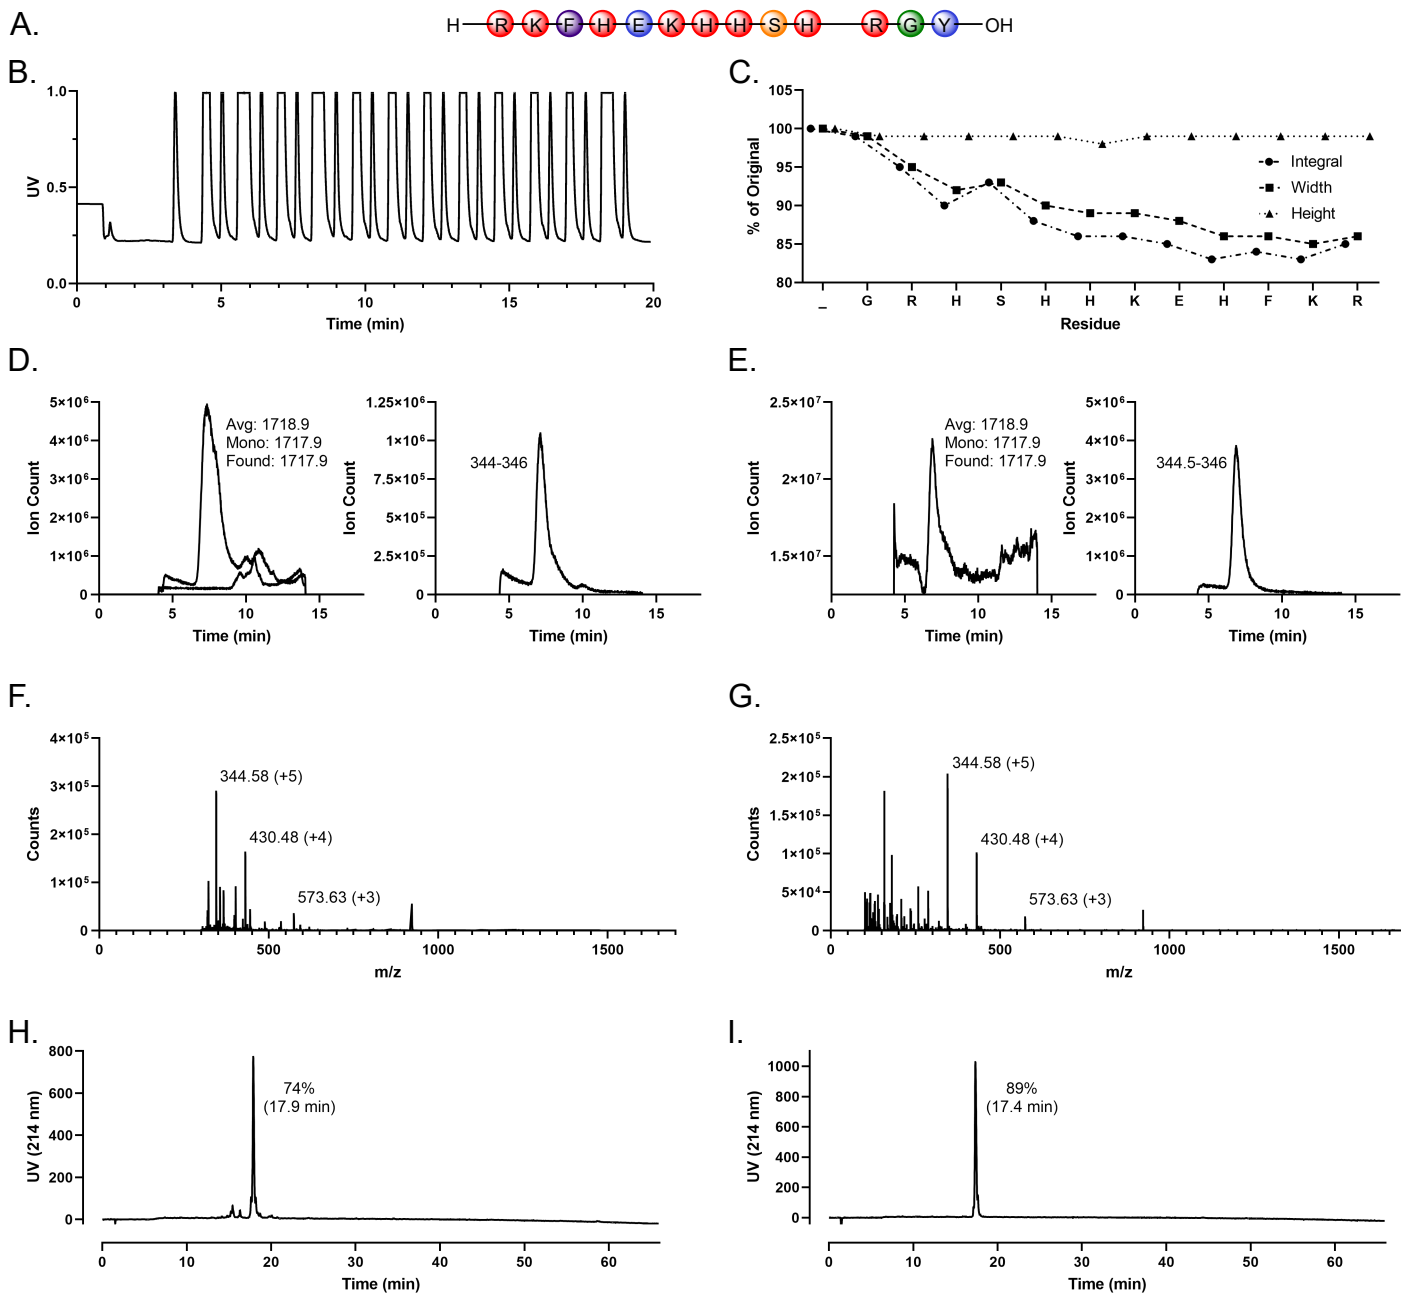 A.
H R K F H E K H H S H R G Y OH
B.
1.0
0.5
0.0
UV
0 5 10 15 20
Time (min)
C.
105
100
95
90
85
80
% of Original
Integral
Width
Height
_ G R H S H H K E H F K R
Residue
D.
5×10⁶
4×10⁶
3×10⁶
2×10⁶
1×10⁶
0
Ion Count
Avg: 1718.9
Mono: 1717.9
Found: 1717.9
0 5 10 15
Time (min)
1.25×10⁶
1×10⁶
7.5×10⁵
5×10⁵
2.5×10⁵
0
Ion Count
344-346
0 5 10 15
Time (min)
E.
2.5×10⁷
2×10⁷
1.5×10⁷
Ion Count
Avg: 1718.9
Mono: 1717.9
Found: 1717.9
0 5 10 15
Time (min)
5×10⁶
4×10⁶
3×10⁶
2×10⁶
1×10⁶
0
Ion Count
344.5-346
0 5 10 15
Time (min)
F.
4×10⁵
3×10⁵
2×10⁵
1×10⁵
0
Counts
344.58 (+5)
430.48 (+4)
573.63 (+3)
0 500 1000 1500
m/z
G.
2.5×10⁵
2×10⁵
1.5×10⁵
1×10⁵
5×10⁴
0
Counts
344.58 (+5)
430.48 (+4)
573.63 (+3)
0 500 1000 1500
m/z
H.
800
600
400
200
0
UV (214 nm)
74%
(17.9 min)
0 10 20 30 40 50 60
Time (min)
I.
1000
800
600
400
200
0
UV (214 nm)
89%
(17.4 min)
0 10 20 30 40 50 60
Time (min)